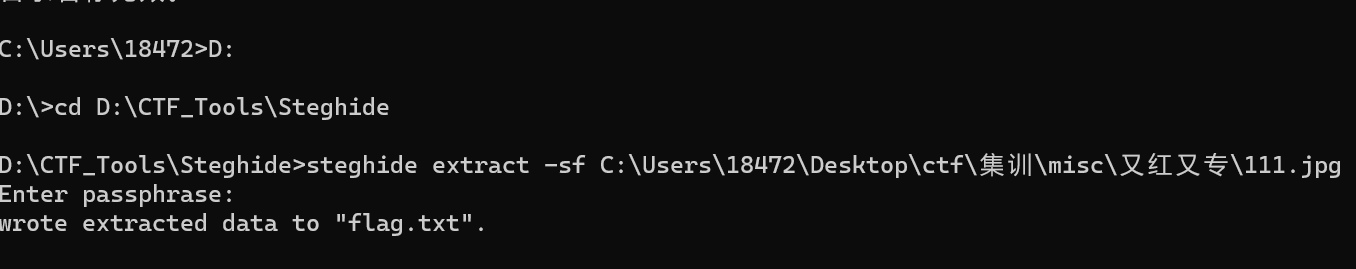 C:\Users\18472>D:
D:\>cd D:\CTF_Tools\Steghide
D:\CTF_Tools\Steghide>steghide extract -sf C:\Users\18472\Desktop\ctf\集训\misc\又红又专\111.jpg
Enter passphrase:
wrote extracted data to "flag.txt".